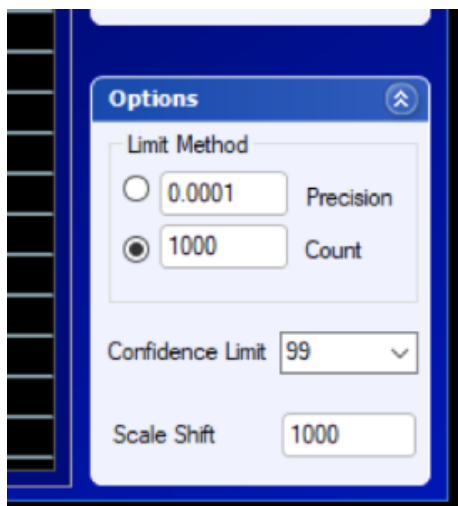 Options
Limit Method
0.0001 Precision
1000 Count
Confidence Limit 99
Scale Shift 1000